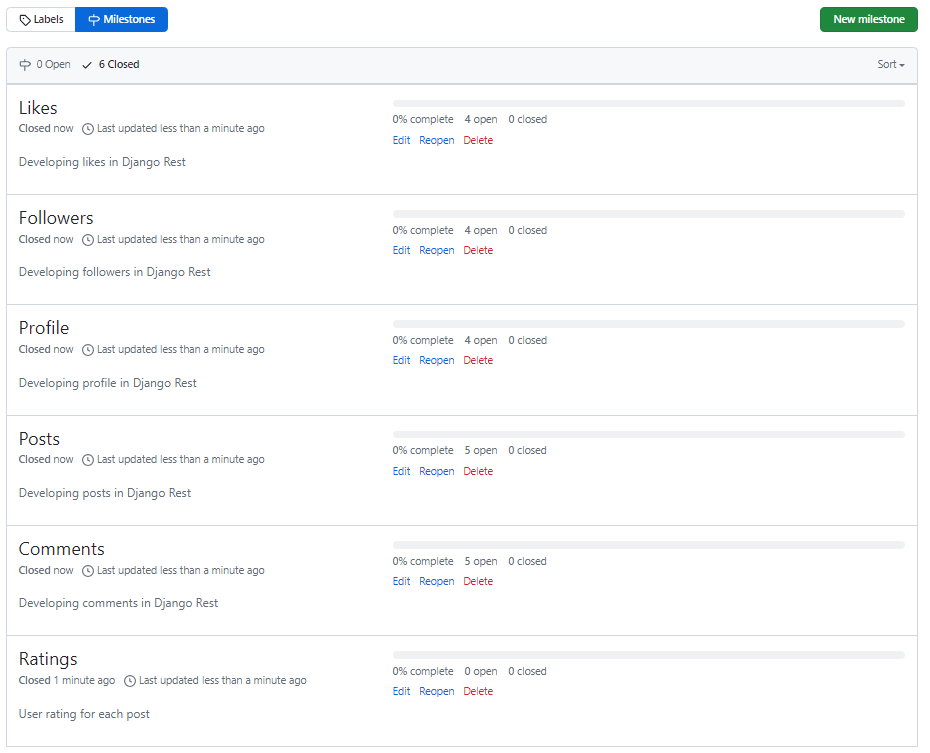 Labels Milestones New milestone
0 Open 6 Closed Sort
Likes
Closed now Last updated less than a minute ago
Developing likes in Django Rest
0% complete 4 open 0 closed
Edit Reopen Delete
Followers
Closed now Last updated less than a minute ago
Developing followers in Django Rest
0% complete 4 open 0 closed
Edit Reopen Delete
Profile
Closed now Last updated less than a minute ago
Developing profile in Django Rest
0% complete 4 open 0 closed
Edit Reopen Delete
Posts
Closed now Last updated less than a minute ago
Developing posts in Django Rest
0% complete 5 open 0 closed
Edit Reopen Delete
Comments
Closed now Last updated less than a minute ago
Developing comments in Django Rest
0% complete 5 open 0 closed
Edit Reopen Delete
Ratings
Closed 1 minute ago Last updated less than a minute ago
User rating for each post
0% complete 0 open 0 closed
Edit Reopen Delete